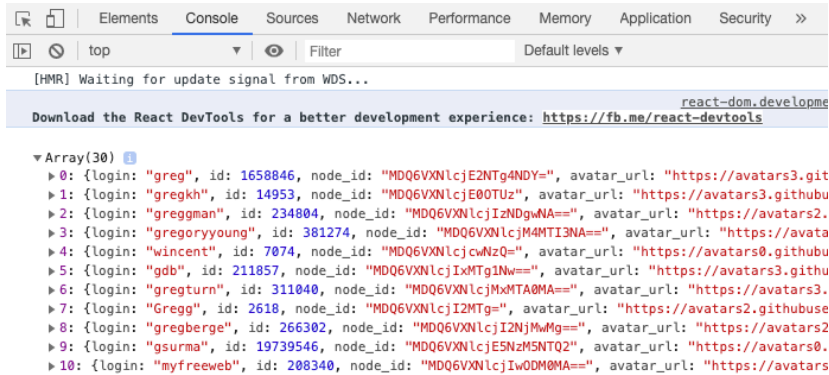 Elements Console Sources Network Performance Memory Application Security »
top ▼ Filter Default levels ▼
[HMR] Waiting for update signal from WDS...
react-dom.developme
Download the React DevTools for a better development experience: https://fb.me/react-devtools
▼Array(30) i
▶0: {login: "greg", id: 1658846, node_id: "MDQ6VXNlcjE2NTg4NDY=", avatar_url: "https://avatars3.git
▶1: {login: "gregkh", id: 14953, node_id: "MDQ6VXNlcjE0OTUz", avatar_url: "https://avatars3.githubu
▶2: {login: "greggman", id: 234804, node_id: "MDQ6VXNlcjIzNDgwNA==", avatar_url: "https://avatars2.
▶3: {login: "gregoryyoung", id: 381274, node_id: "MDQ6VXNlcjM4MTI3NA==", avatar_url: "https://avata
▶4: {login: "wincent", id: 7074, node_id: "MDQ6VXNlcjcwNzQ=", avatar_url: "https://avatars0.githubu
▶5: {login: "gdb", id: 211857, node_id: "MDQ6VXNlcjIxMTg1Nw==", avatar_url: "https://avatars3.githu
▶6: {login: "gregturn", id: 311040, node_id: "MDQ6VXNlcjMxMTA0MA==", avatar_url: "https://avatars3.
▶7: {login: "Gregg", id: 2618, node_id: "MDQ6VXNlcjI2MTg=", avatar_url: "https://avatars2.githubuse
▶8: {login: "gregberge", id: 266302, node_id: "MDQ6VXNlcjI2NjMwMg==", avatar_url: "https://avatars2
▶9: {login: "gsurma", id: 19739546, node_id: "MDQ6VXNlcjE5NzM5NTQ2", avatar_url: "https://avatars0.
▶10: {login: "myfreeweb", id: 208340, node_id: "MDQ6VXNlcjIwODM0MA==", avatar_url: "https://avatars